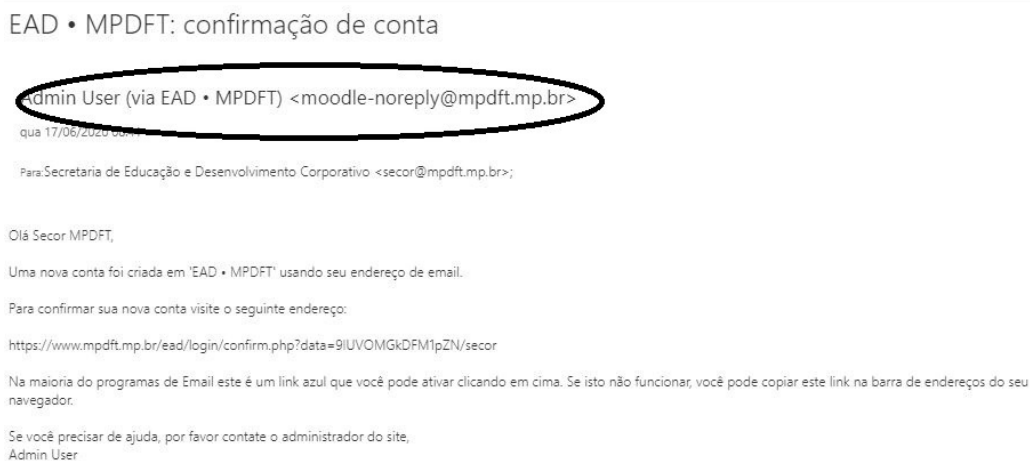 EAD • MPDFT: confirmação de conta
Admin User (via EAD • MPDFT) <moodle-noreply@mpdft.mp.br>
qua 17/06/2020
Para:Secretaria de Educação e Desenvolvimento Corporativo <secor@mpdft.mp.br>;
Olá Secor MPDFT,
Uma nova conta foi criada em 'EAD • MPDFT' usando seu endereço de email.
Para confirmar sua nova conta visite o seguinte endereço:
https://www.mpdft.mp.br/ead/login/confirm.php?data=9IUVOMGkDFM1pZN/secor
Na maioria do programas de Email este é um link azul que você pode ativar clicando em cima. Se isto não funcionar, você pode copiar este link na barra de endereços do seu
navegador.
Se você precisar de ajuda, por favor contate o administrador do site,
Admin User